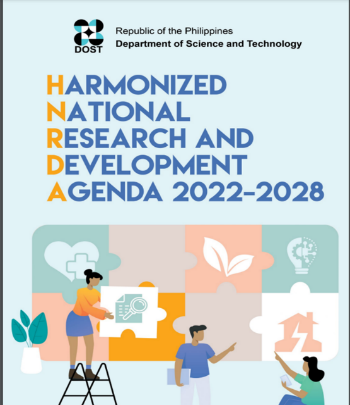 DOST
Republic of the Philippines
Department of Science and Technology
HARMONIZED
NATIONAL
RESEARCH AND
DEVELOPMENT
AGENDA 2022-2028